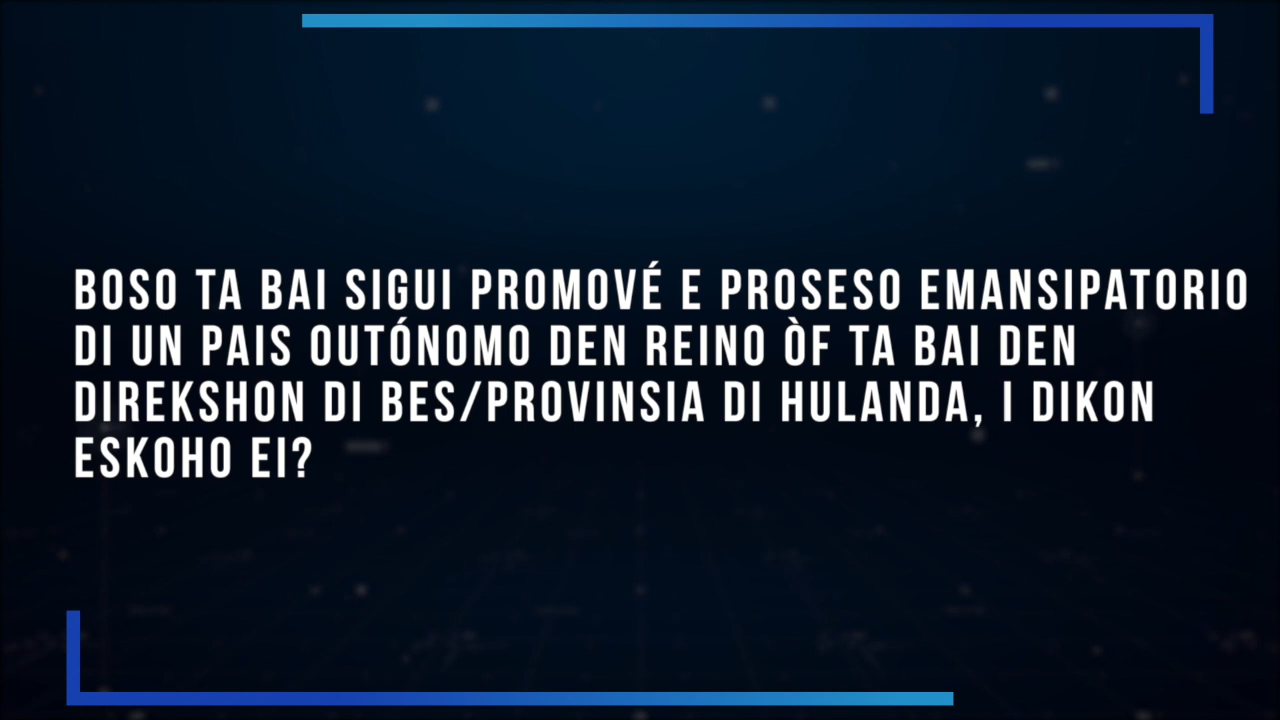 BOSO TA BAI SIGUI PROMOVÉ E PROSESO EMANSIPATORIO
DI UN PAIS OUTÓNOMO DEN REINO ÒF TA BAI DEN
DIREKSHON DI BES/PROVINSIA DI HULANDA, I DIKON
ESKOHO EI?